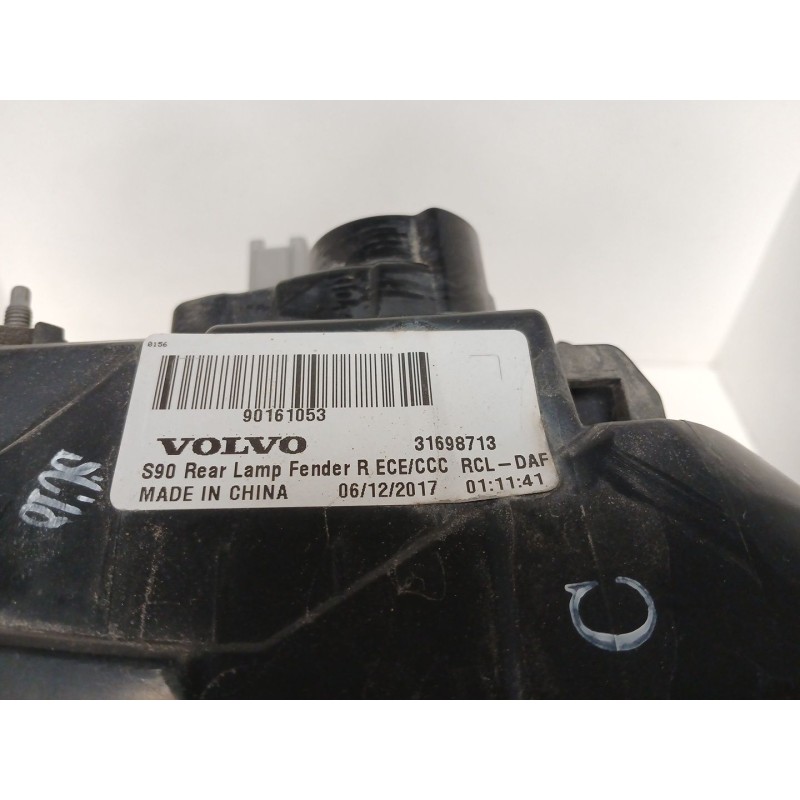 0156
90161053
VOLVO 31698713
S90 Rear Lamp Fender R ECE/CCC RCL-DAF
MADE IN CHINA 06/12/2017 01:11:41
C